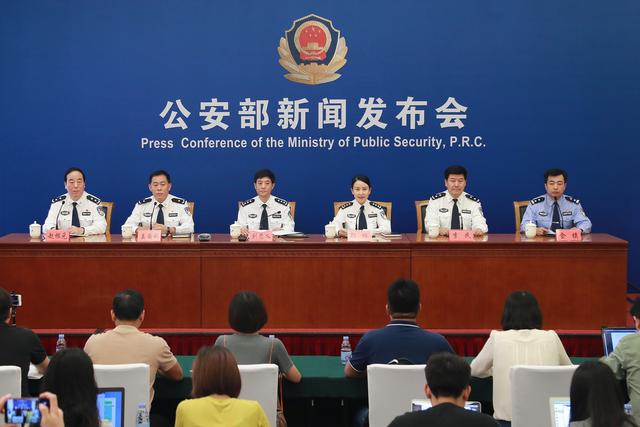 公安部新闻发布会
Press Conference of the Ministry of Public Security, P.R.C.